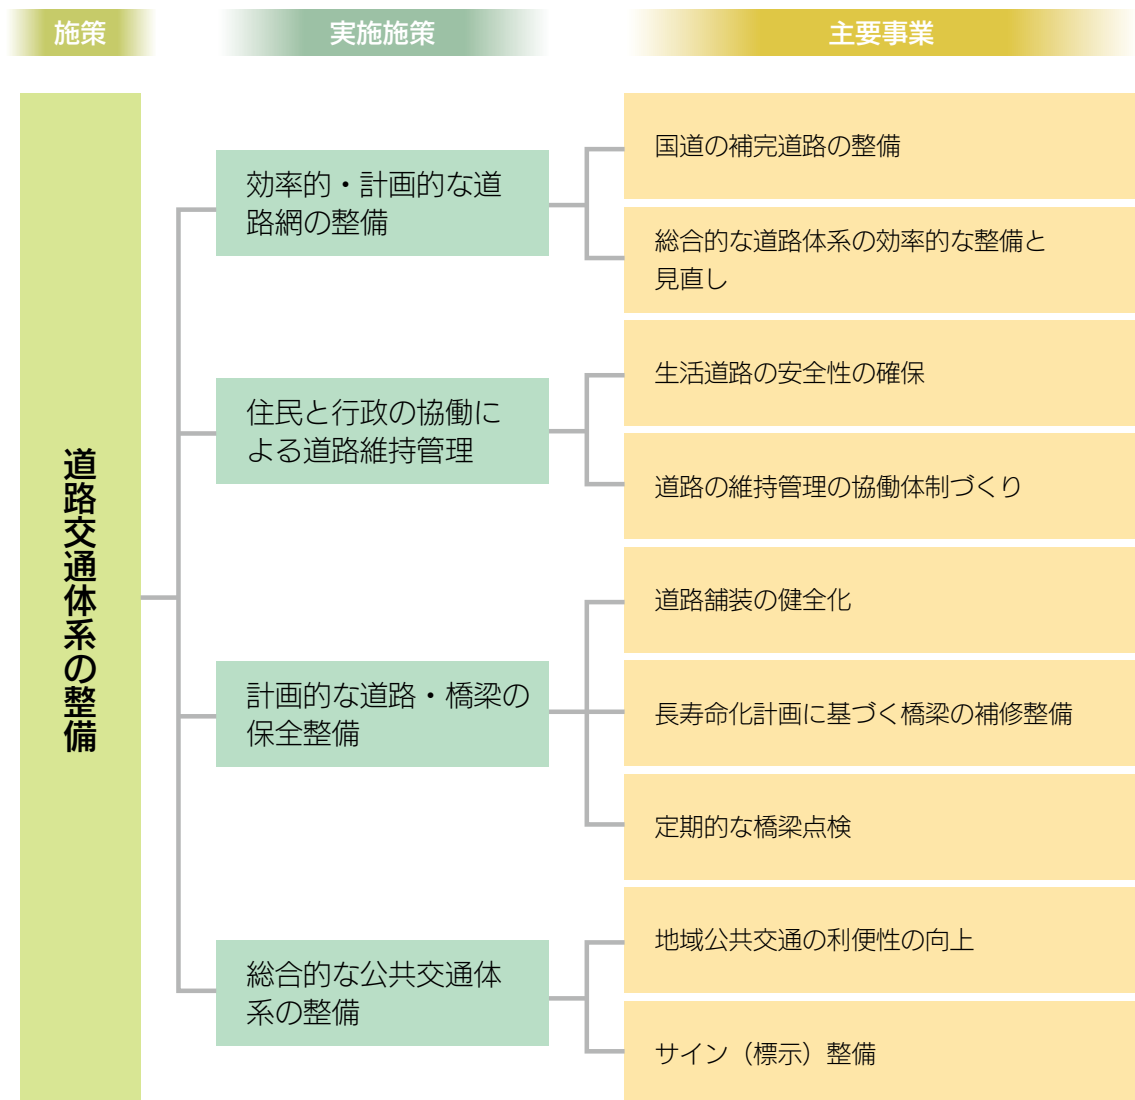 施策
実施施策
主要事業
道路交通体系の整備
効率的・計画的な道
路網の整備
国道の補完道路の整備
総合的な道路体系の効率的な整備と
見直し
住民と行政の協働に
よる道路維持管理
生活道路の安全性の確保
道路の維持管理の協働体制づくり
計画的な道路・橋梁の
保全整備
道路舗装の健全化
長寿命化計画に基づく橋梁の補修整備
定期的な橋梁点検
総合的な公共交通体
系の整備
地域公共交通の利便性の向上
サイン（標示）整備